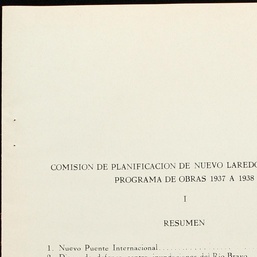 COMISION DE PLANIFICACION DE NUEVO LAREDO
PROGRAMA DE OBRAS 1937 A 1938
I
RESUMEN
1. Nuevo Puente Internacional